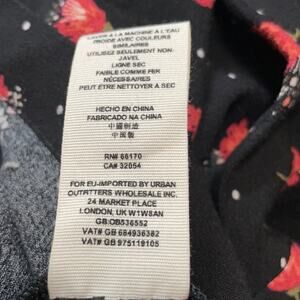 LAVER À LA MACHINE À L'EAU
FROIDE AVEC COULEURS
SIMILAIRES
UTILISEZ SEULEMENT NON-
JAVEL
LIGNE SEC
FAIBLE COMME FER
NÉCESSAIRES
PEUT ÊTRE NETTOYER À SEC
HECHO EN CHINA
FABRICADO NA CHINA
中國製造
中国製
RN# 66170
CA# 32054
FOR EU-IMPORTED BY URBAN
OUTFITTERS WHOLESALE INC.
24 MARKET PLACE
LONDON, UK W1W8AN
GB:OB536552
VAT# GB 684936382
VAT# GB 975119105